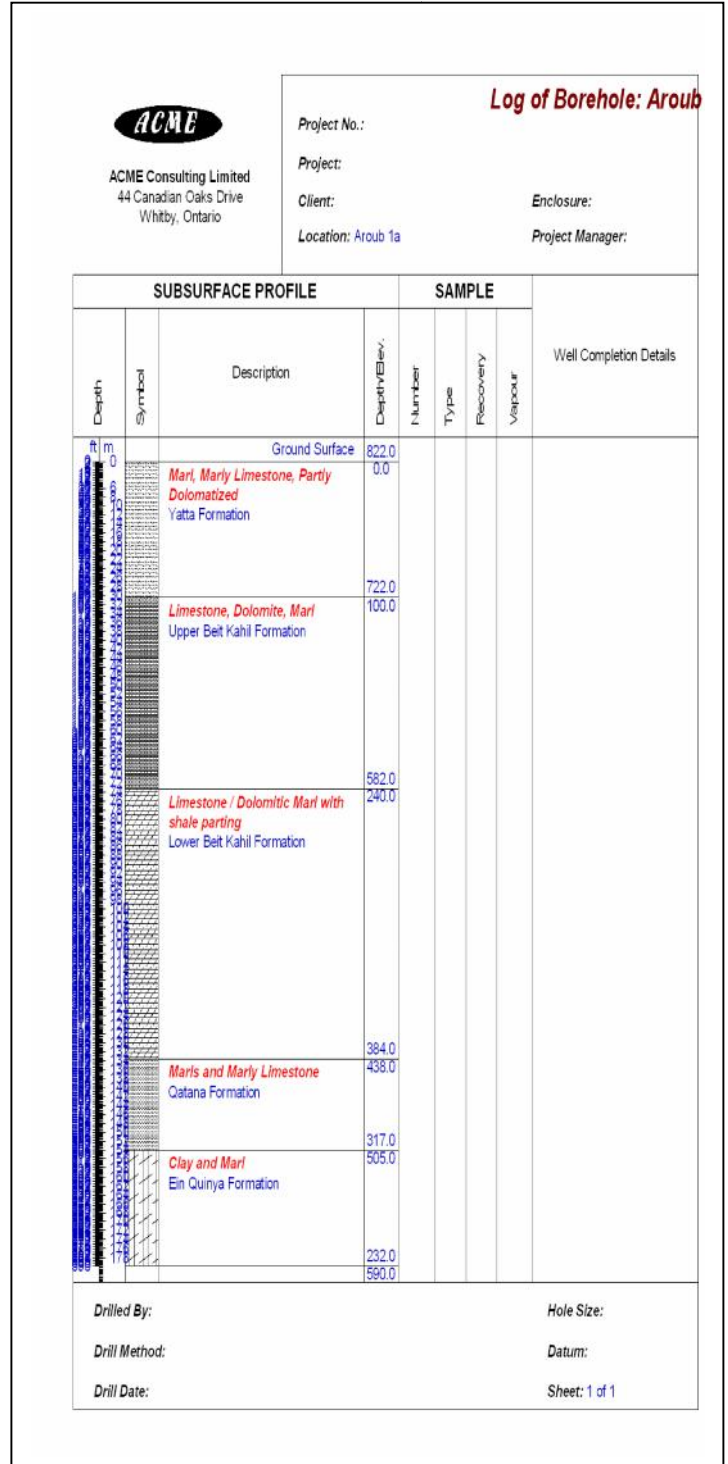 Log of Borehole: Aroub
ACME
ACME Consulting Limited
44 Canadian Oaks Drive
Whitby, Ontario
Project No.:
Project:
Client:
Enclosure:
Location: Aroub 1a
Project Manager:
SUBSURFACE PROFILE
SAMPLE
Depth
Symbol
Description
Depth/Elev.
Number
Type
Recovery
Vapour
Well Completion Details
ft m
0
Ground Surface
822.0
0.0
Marl, Marly Limestone, Partly
Dolomatized
Yatta Formation
722.0
100.0
Limestone, Dolomite, Marl
Upper Beit Kahil Formation
582.0
240.0
Limestone / Dolomitic Marl with
shale parting
Lower Beit Kahil Formation
384.0
438.0
Marls and Marly Limestone
Qatana Formation
317.0
505.0
Clay and Marl
Ein Quinya Formation
232.0
590.0
Drilled By:
Hole Size:
Drill Method:
Datum:
Drill Date:
Sheet: 1 of 1